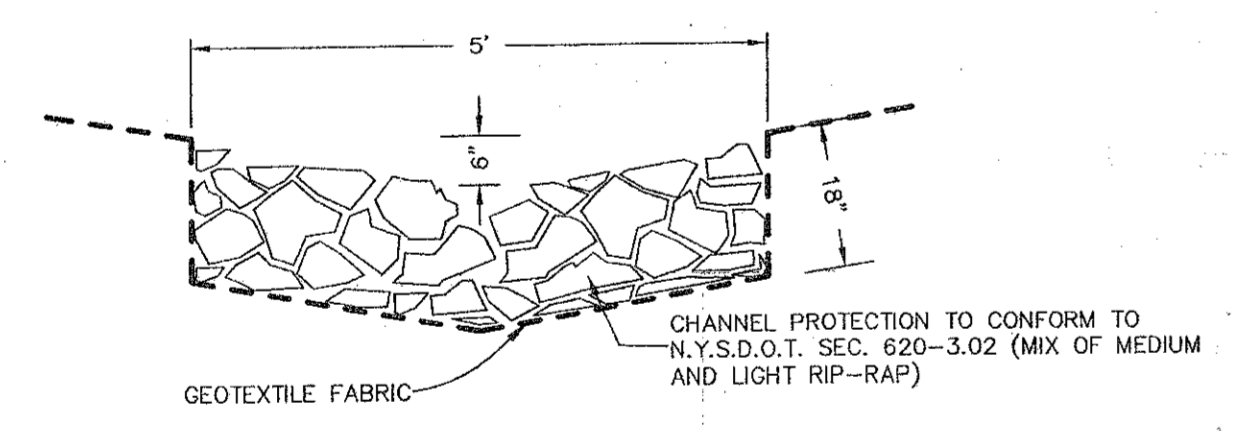 5'
6"
18"
CHANNEL PROTECTION TO CONFORM TO
N.Y.S.D.O.T. SEC. 620-3.02 (MIX OF MEDIUM
AND LIGHT RIP-RAP)
GEOTEXTILE FABRIC